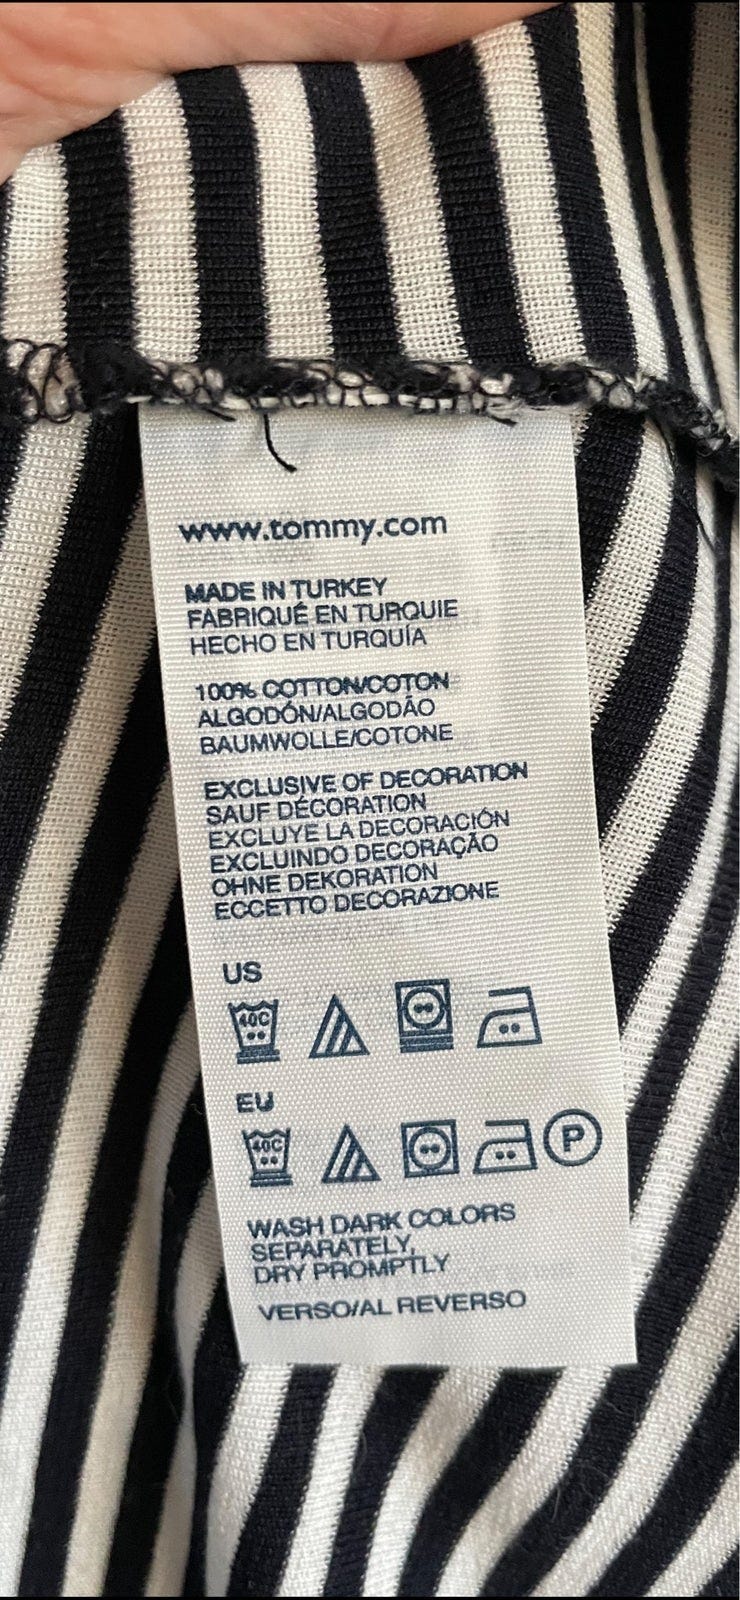 www.tommy.com
MADE IN TURKEY
FABRIQUÉ EN TURQUIE
HECHO EN TURQUÍA
100% COTTON/COTON
ALGODÓN/ALGODÃO
BAUMWOLLE/COTONE
EXCLUSIVE OF DECORATION
SAUF DÉCORATION
EXCLUYE LA DECORACIÓN
EXCLUINDO DECORAÇÃO
OHNE DEKORATION
ECCETTO DECORAZIONE
US
40C
EU
40C P
WASH DARK COLORS
SEPARATELY,
DRY PROMPTLY
VERSO/AL REVERSO